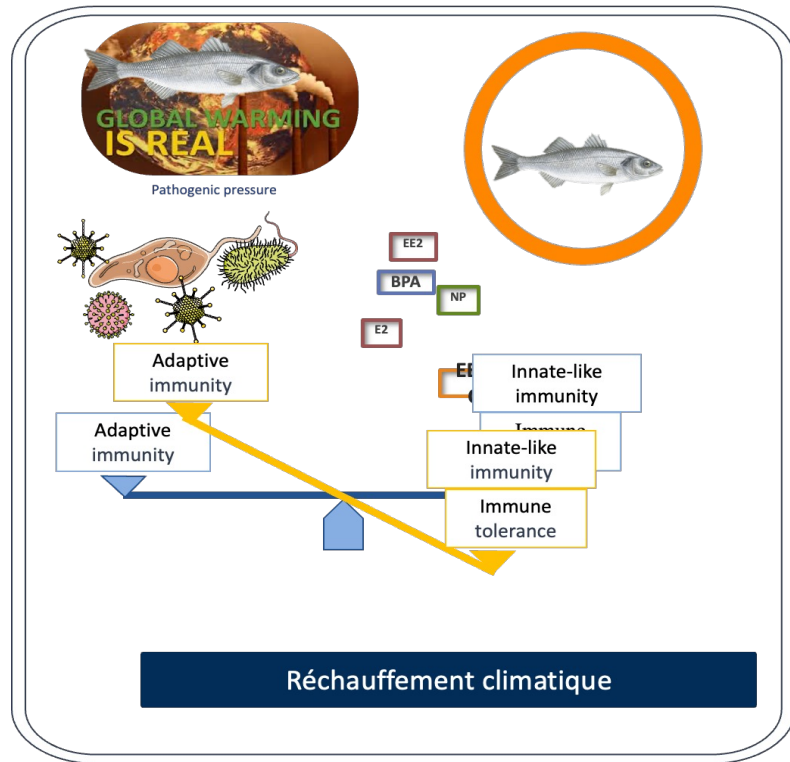 GLOBAL WARMING
IS REAL
Pathogenic pressure
EE2
BPA
NP
E2
Adaptive
immunity
Innate-like
immunity
Adaptive
immunity
Immune
Innate-like
immunity
Immune
tolerance
Réchauffement climatique